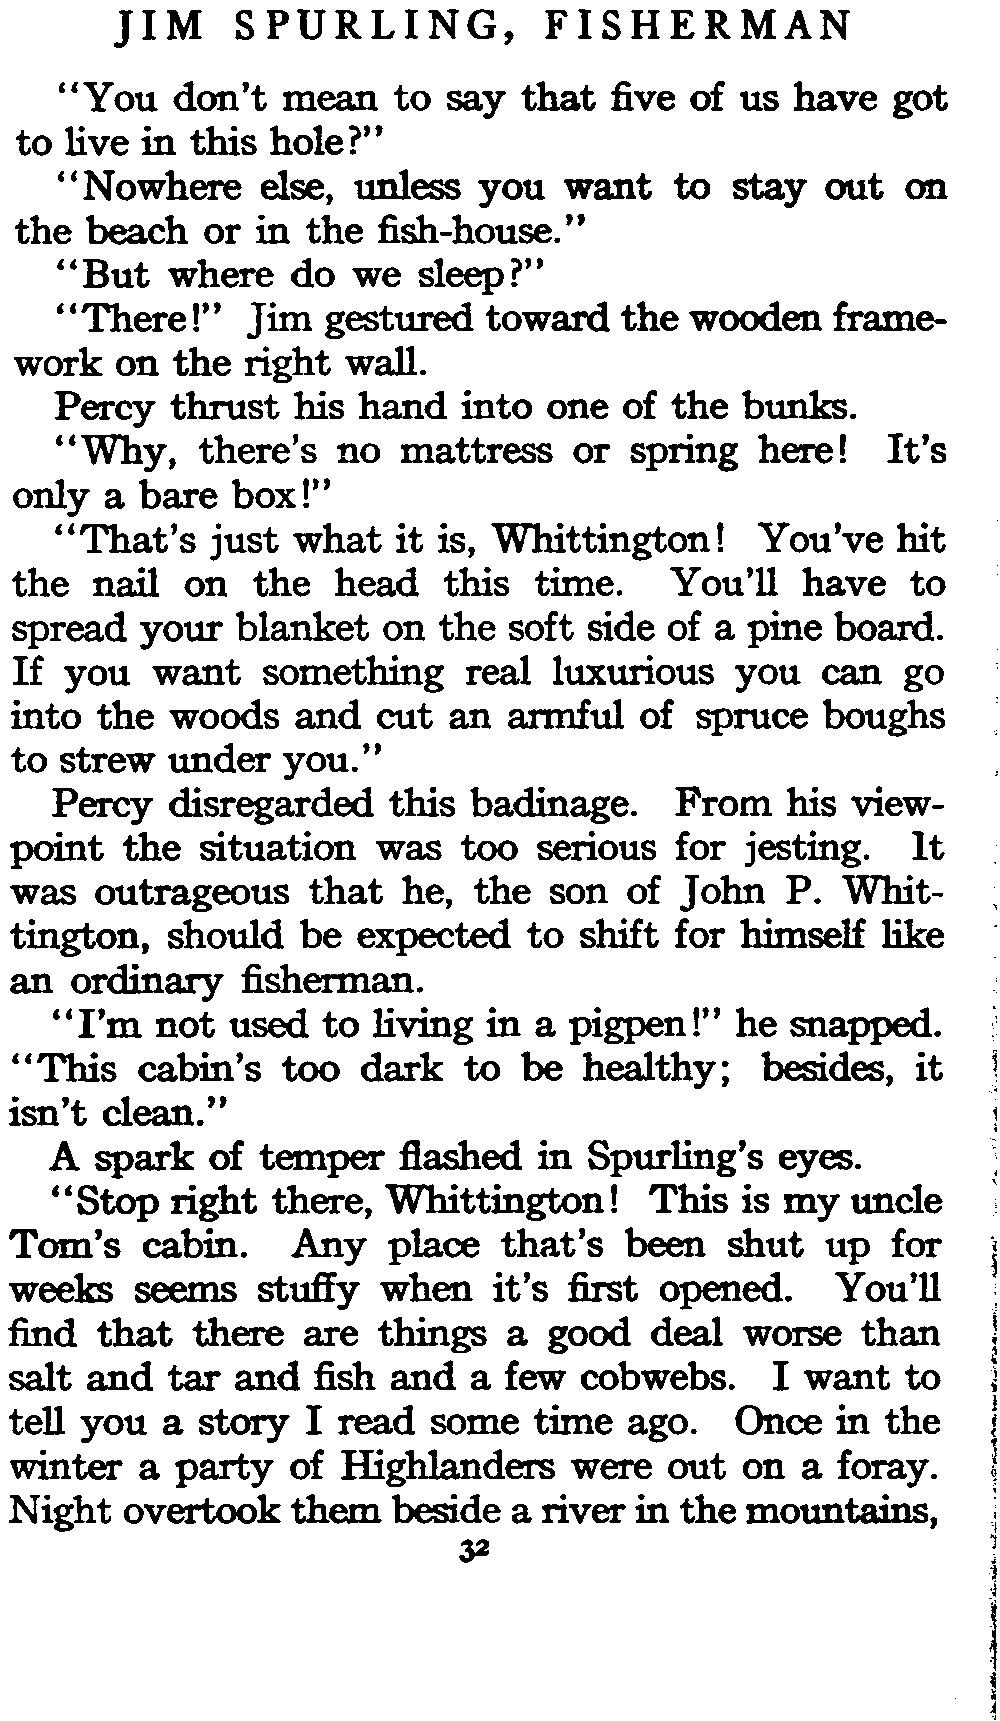 JIM SPURLING, FISHERMAN
"You don't mean to say that five of us have got
to live in this hole?"
"Nowhere else, unless you want to stay out on
the beach or in the fish-house."
"But where do we sleep?"
"There!" Jim gestured toward the wooden frame-
work on the right wall.
Percy thrust his hand into one of the bunks.
"Why, there's no mattress or spring here! It's
only a bare box!"
"That's just what it is, Whittington! You've hit
the nail on the head this time. You'll have to
spread your blanket on the soft side of a pine board.
If you want something real luxurious you can go
into the woods and cut an armful of spruce boughs
to strew under you."
Percy disregarded this badinage. From his view-
point the situation was too serious for jesting. It
was outrageous that he, the son of John P. Whit-
tington, should be expected to shift for himself like
an ordinary fisherman.
"I'm not used to living in a pigpen!" he snapped.
"This cabin's too dark to be healthy; besides, it
isn't clean."
A spark of temper flashed in Spurling's eyes.
"Stop right there, Whittington! This is my uncle
Tom's cabin. Any place that's been shut up for
weeks seems stuffy when it's first opened. You'll
find that there are things a good deal worse than
salt and tar and fish and a few cobwebs. I want to
tell you a story I read some time ago. Once in the
winter a party of Highlanders were out on a foray.
Night overtook them beside a river in the mountains,
32